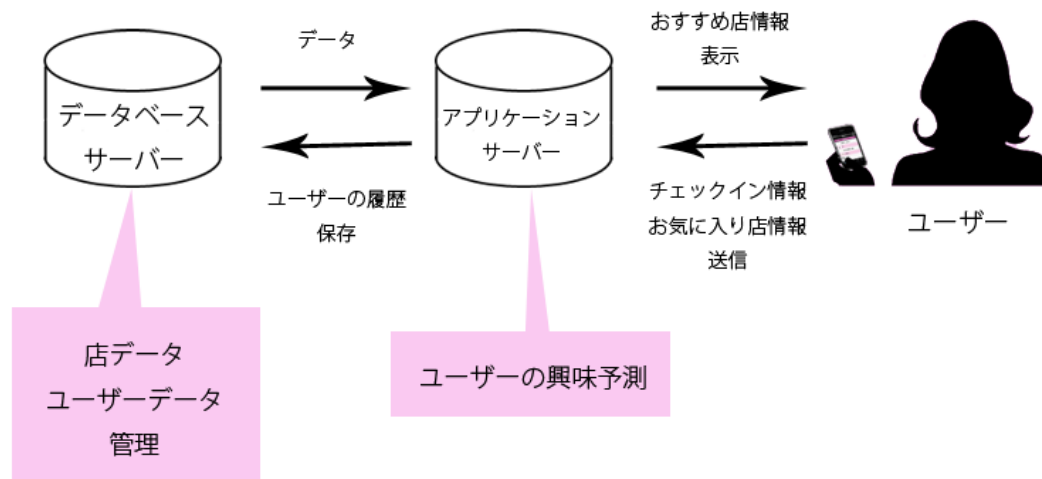 データ
おすすめ店情報
表示
データベース
サーバー
アプリケーション
サーバー
ユーザーの履歴
保存
チェックイン情報
お気に入り店情報
送信
ユーザー
店データ
ユーザーデータ
管理
ユーザーの興味予測